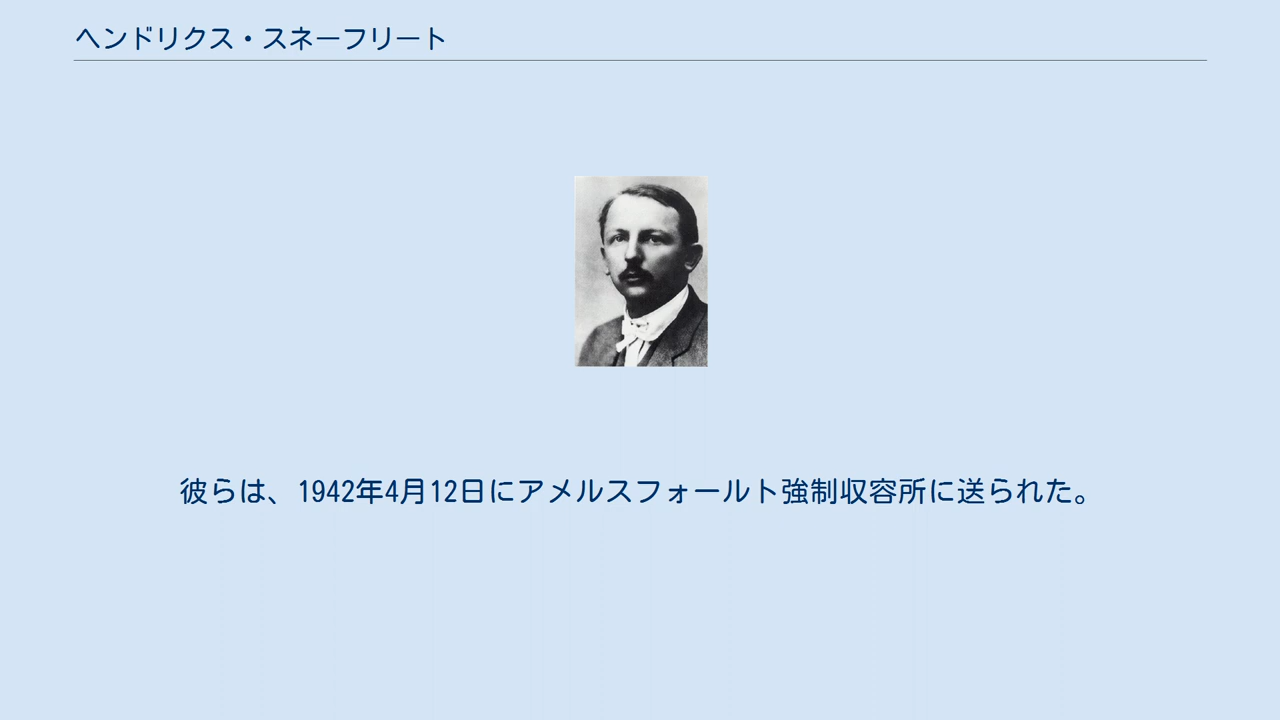 ヘンドリクス・スネーフリート
彼らは、1942年4月12日にアメルスフォールト強制収容所に送られた。